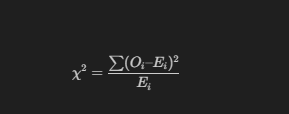 χ² = ∑(Oᵢ–Eᵢ)² / Eᵢ